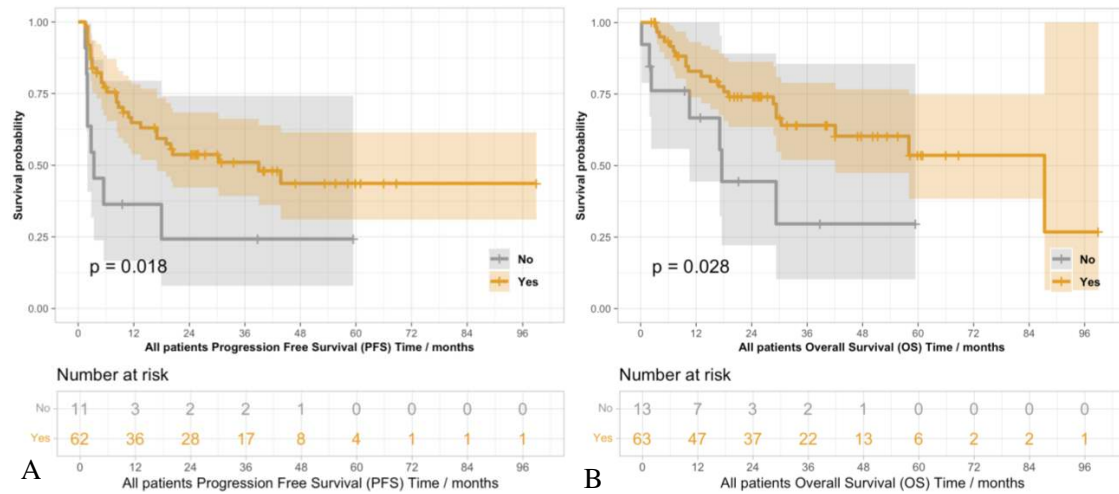 1.00
0.75
0.50
0.25
0.00
Survival probability
p = 0.018
No
Yes
0 12 24 36 48 60 72 84 96
All patients Progression Free Survival (PFS) Time / months
Number at risk
No 11 3 2 2 1 0 0 0 0
Yes 62 36 28 17 8 4 1 1 1
0 12 24 36 48 60 72 84 96
All patients Progression Free Survival (PFS) Time / months
A
1.00
0.75
0.50
0.25
0.00
Survival probability
p = 0.028
No
Yes
0 12 24 36 48 60 72 84 96
All patients Overall Survival (OS) Time / months
Number at risk
No 13 7 3 2 1 0 0 0 0
Yes 63 47 37 22 13 6 2 2 1
0 12 24 36 48 60 72 84 96
All patients Overall Survival (OS) Time / months
B